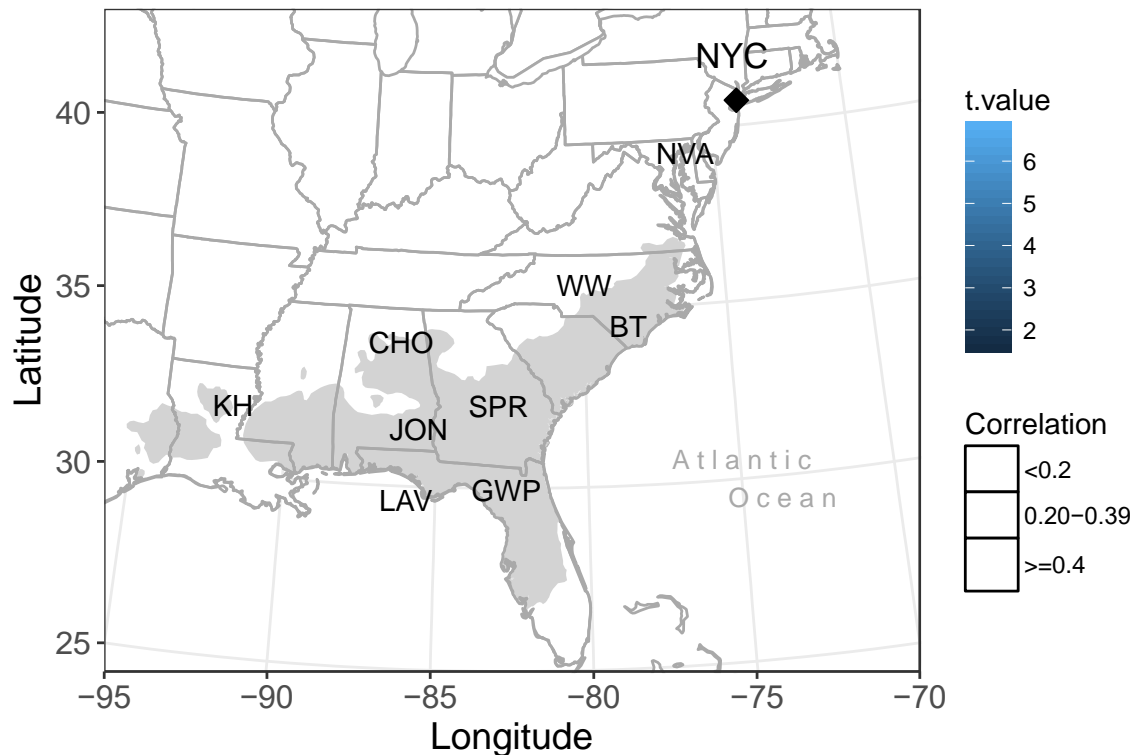 NYC
NVA
WW
BT
CHO
KH
SPR
JON
LAV
GWP
Atlantic
Ocean
40
35
30
25
Latitude
−95
−90
−85
−80
−75
−70
Longitude
t.value
6
5
4
3
2
Correlation
<0.2
0.20−0.39
>=0.4